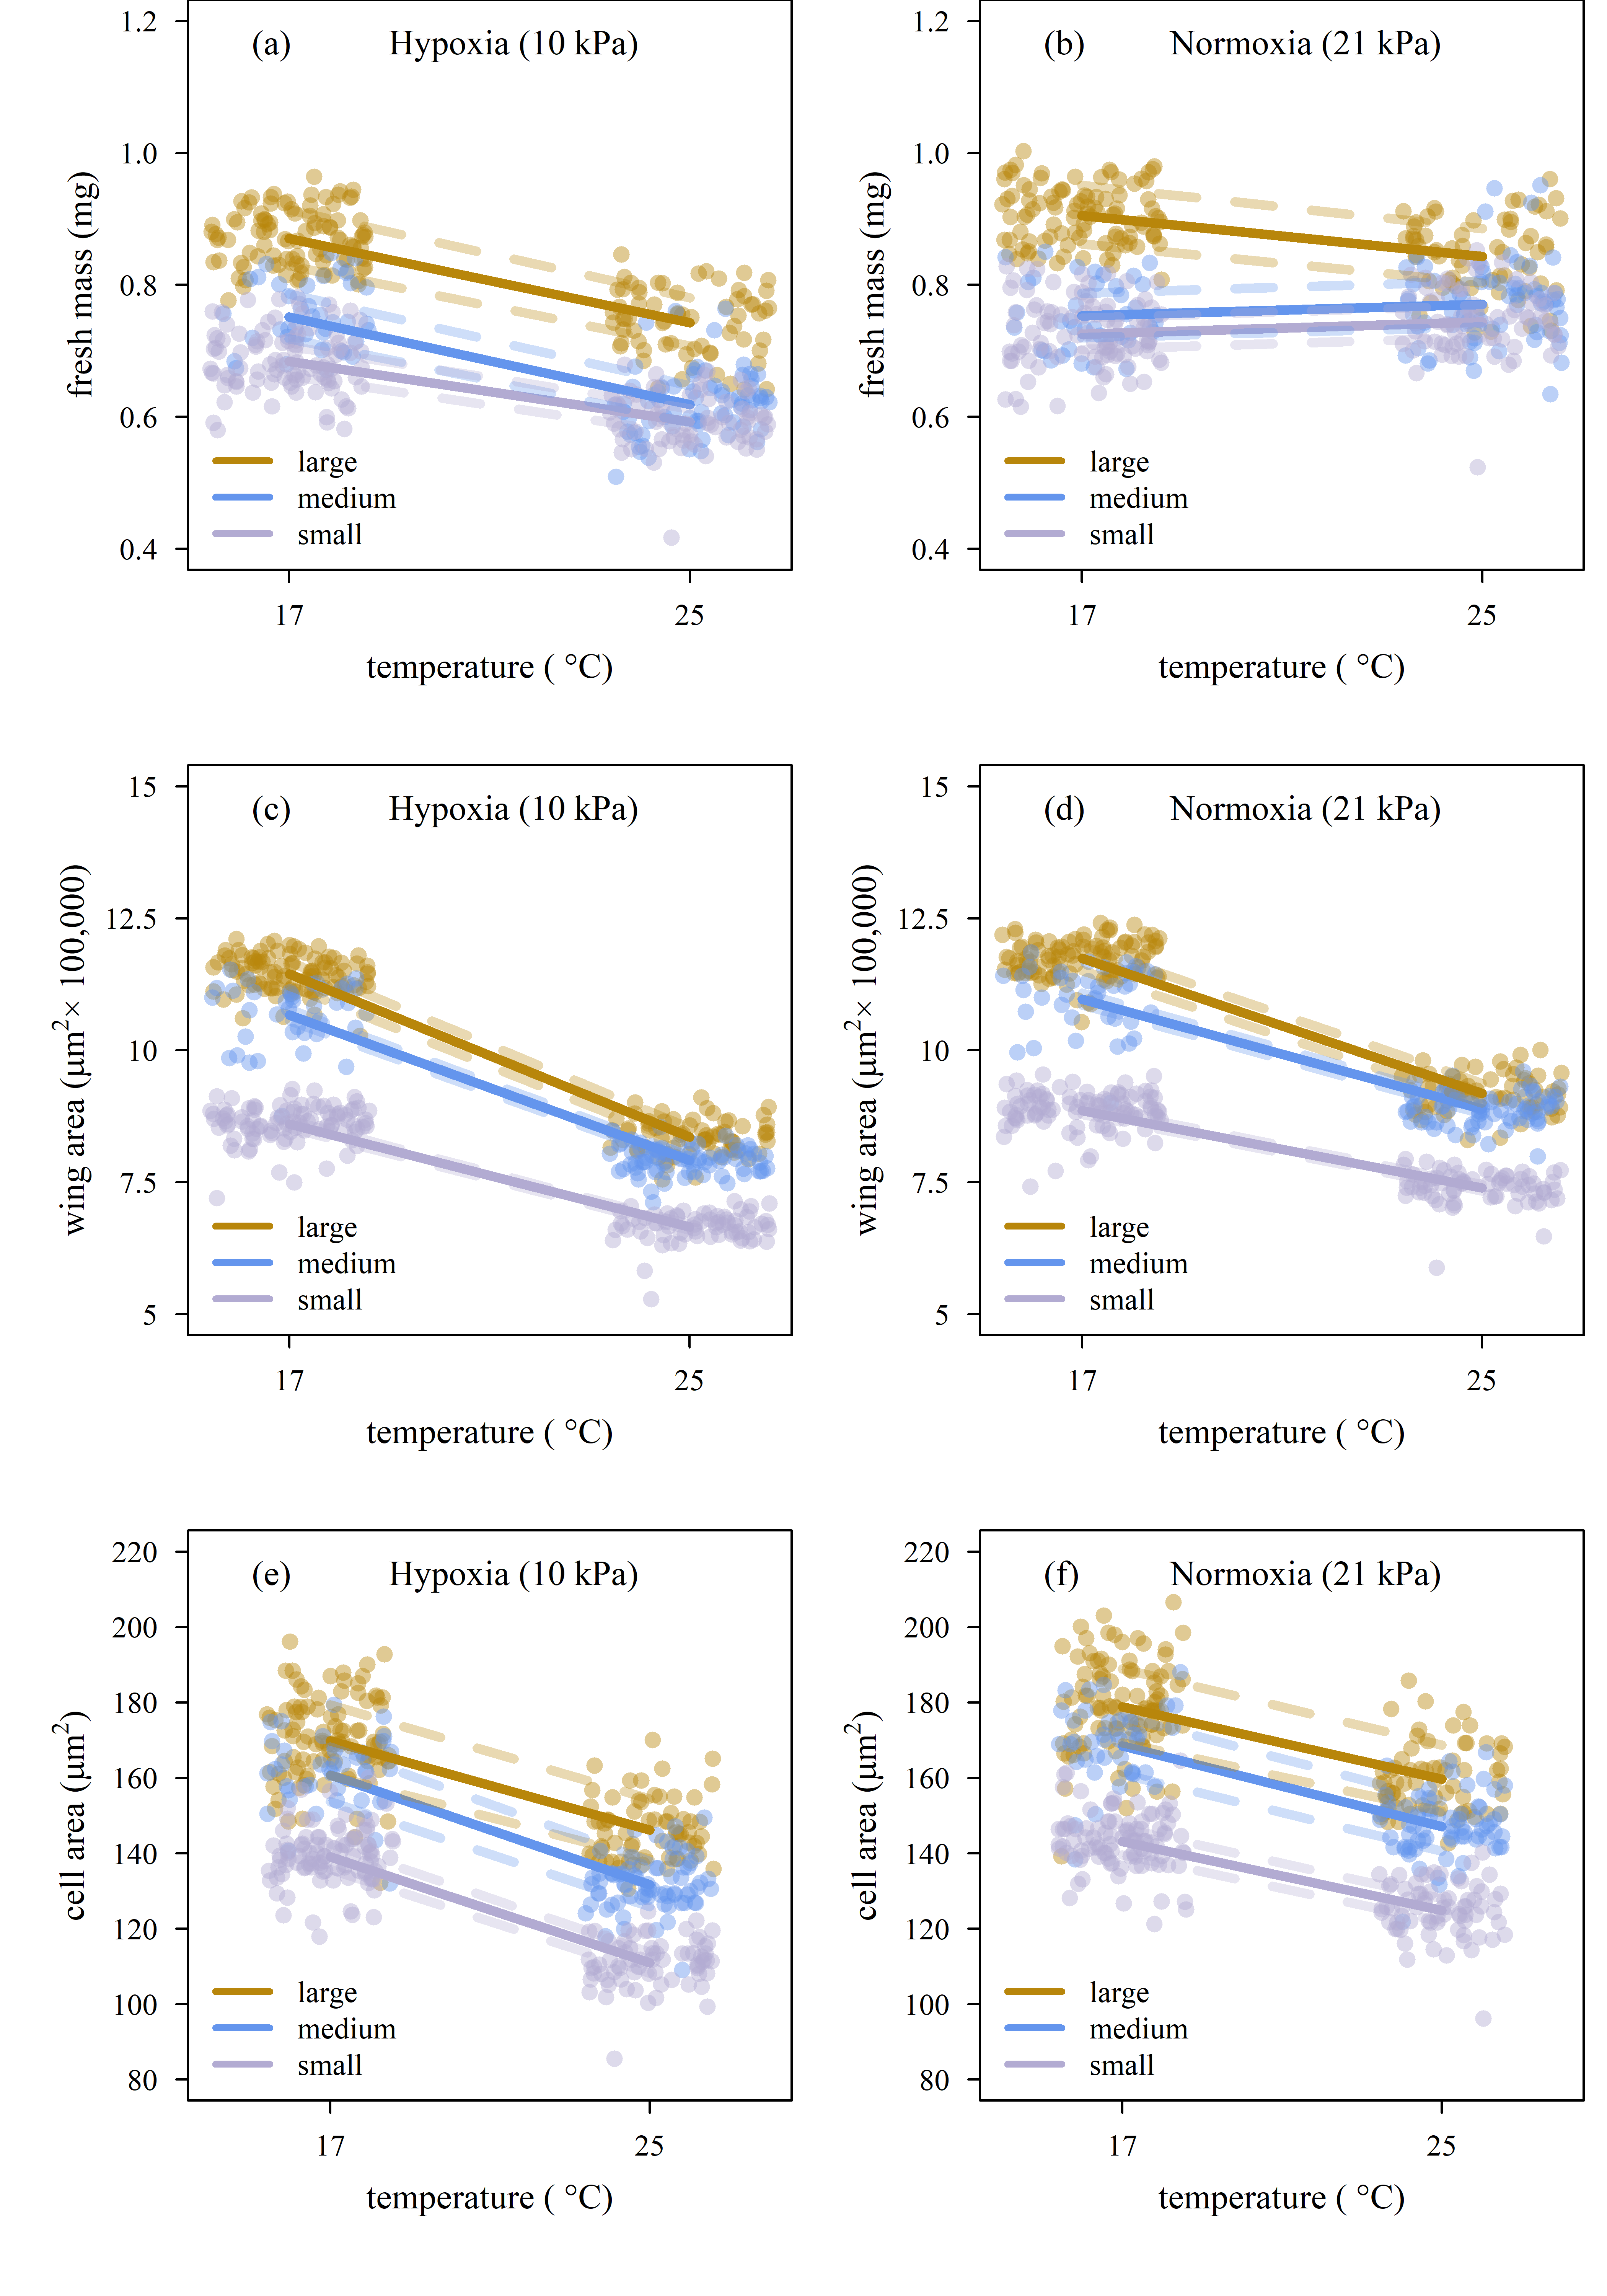 (a) Hypoxia (10 kPa)
fresh mass (mg)
1.2
1.0
0.8
0.6
0.4
large
medium
small
17 25
temperature ( °C)
(b) Normoxia (21 kPa)
fresh mass (mg)
1.2
1.0
0.8
0.6
0.4
large
medium
small
17 25
temperature ( °C)
(c) Hypoxia (10 kPa)
wing area (μm²× 100,000)
15
12.5
10
7.5
5
large
medium
small
17 25
temperature ( °C)
(d) Normoxia (21 kPa)
wing area (μm²× 100,000)
15
12.5
10
7.5
5
large
medium
small
17 25
temperature ( °C)
(e) Hypoxia (10 kPa)
cell area (μm²)
220
200
180
160
140
120
100
80
large
medium
small
17 25
temperature ( °C)
(f) Normoxia (21 kPa)
cell area (μm²)
220
200
180
160
140
120
100
80
large
medium
small
17 25
temperature ( °C)